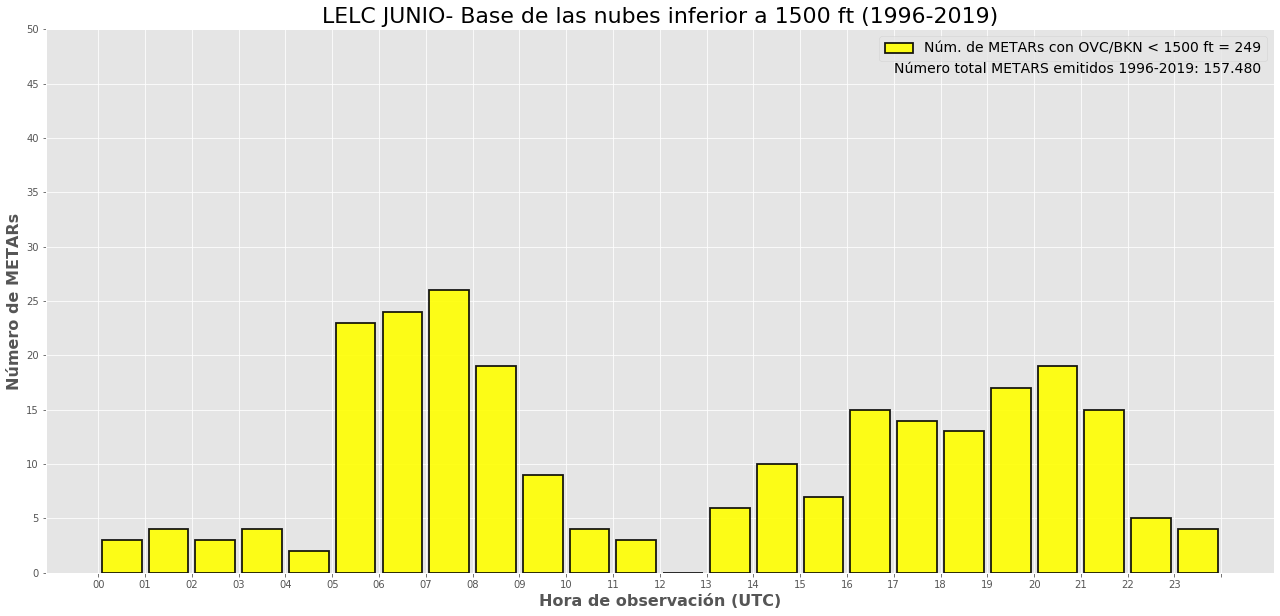 LELC JUNIO- Base de las nubes inferior a 1500 ft (1996-2019)
Núm. de METARs con OVC/BKN < 1500 ft = 249
Número total METARS emitidos 1996-2019: 157.480
Número de METARs
50
45
40
35
30
25
20
15
10
5
0
00 01 02 03 04 05 06 07 08 09 10 11 12 13 14 15 16 17 18 19 20 21 22 23
Hora de observación (UTC)